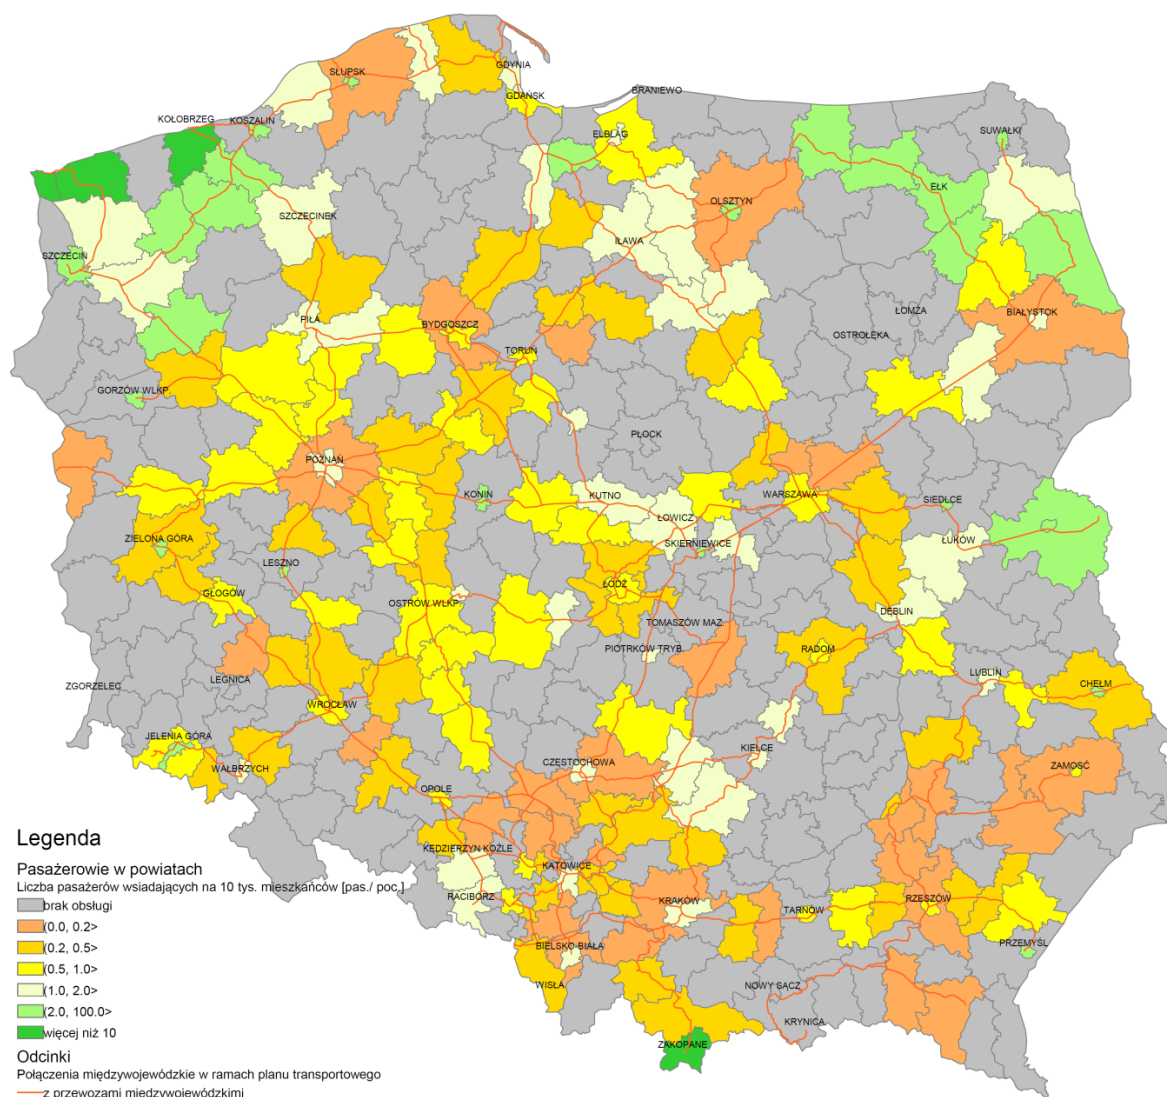 SŁUPSK
GDYNIA
GDAŃSK
BRANIEWO
KOŁOBRZEG
KOSZALIN
ELBLĄG
SUWAŁKI
EŁK
OLSZTYN
SZCZECINEK
IŁAWA
SZCZECIN
ŁOMŻA
BIAŁYSTOK
PIŁA
BYDGOSZCZ
OSTROŁĘKA
TORUŃ
GORZÓW WLKP
PŁOCK
POZNAŃ
KONIN
KUTNO
WARSZAWA
SIEDLCE
ŁOWICZ
ZIELONA GÓRA
SKIERNIEWICE
ŁUKÓW
LESZNO
ŁÓDŹ
GŁOGÓW
OSTRÓW WLKP
DĘBLIN
TOMASZÓW MAZ.
PIOTRKÓW TRYB.
RADOM
LEGNICA
LUBLIN
ZGORZELEC
CHEŁM
WROCŁAW
JELENIA GÓRA
KIELCE
WAŁBRZYCH
CZĘSTOCHOWA
ZAMOŚĆ
OPOLE
KĘDZIERZYN KOŹLE
KATOWICE
RACIBÓRZ
KRAKÓW
RZESZÓW
TARNÓW
BIELSKO-BIAŁA
PRZEMYŚL
WISŁA
NOWY SĄCZ
KRYNICA
ZAKOPANE
Legenda
Pasażerowie w powiatach
Liczba pasażerów wsiadających na 10 tys. mieszkańców [pas./ poc.]
brak obsługi
(0.0, 0.2>
(0.2, 0.5>
(0.5, 1.0>
(1.0, 2.0>
(2.0, 100.0>
więcej niż 10
Odcinki
Połączenia międzywojewódzkie w ramach planu transportowego
z przewozami międzywojewódzkimi